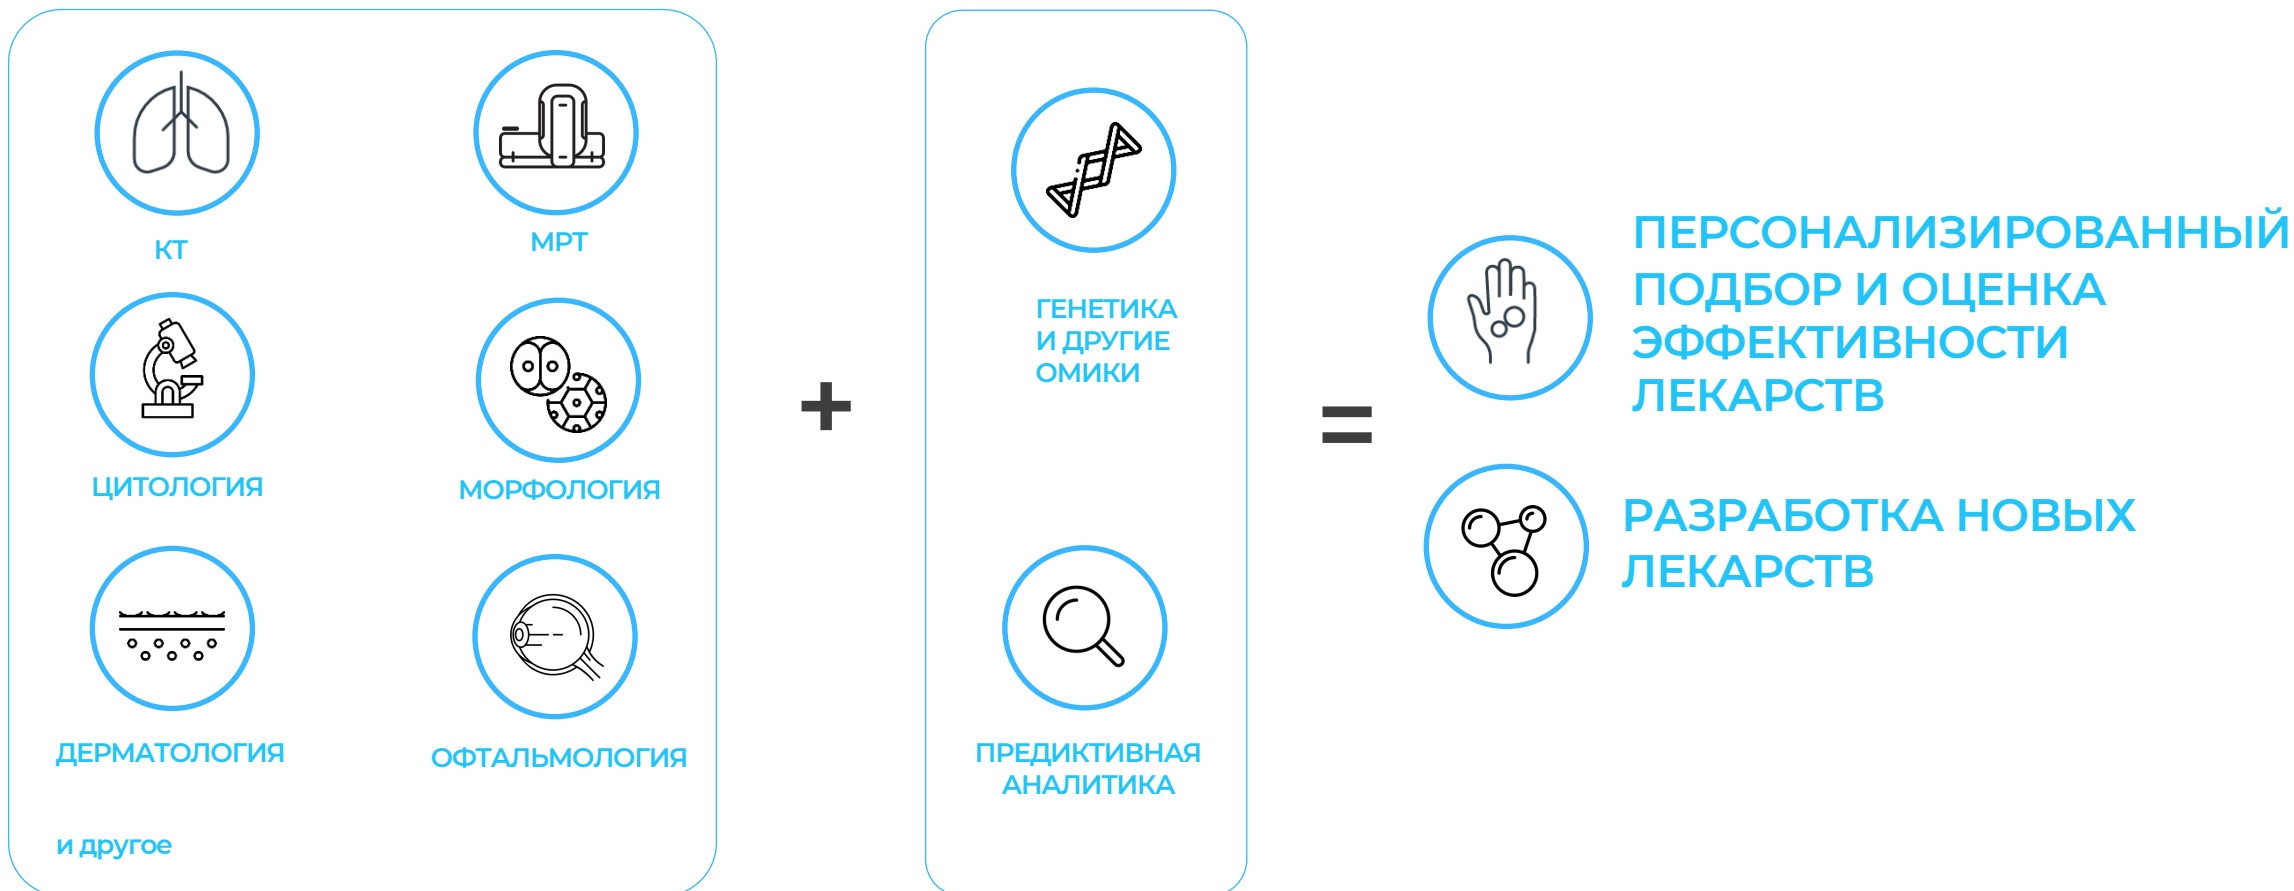 КТ
МРТ
ЦИТОЛОГИЯ
МОРФОЛОГИЯ
ДЕРМАТОЛОГИЯ
ОФТАЛЬМОЛОГИЯ
и другое
+
ГЕНЕТИКА
И ДРУГИЕ
ОМИКИ
ПРЕДИКТИВНАЯ
АНАЛИТИКА
=
ПЕРСОНАЛИЗИРОВАННЫЙ
ПОДБОР И ОЦЕНКА
ЭФФЕКТИВНОСТИ
ЛЕКАРСТВ
РАЗРАБОТКА НОВЫХ
ЛЕКАРСТВ